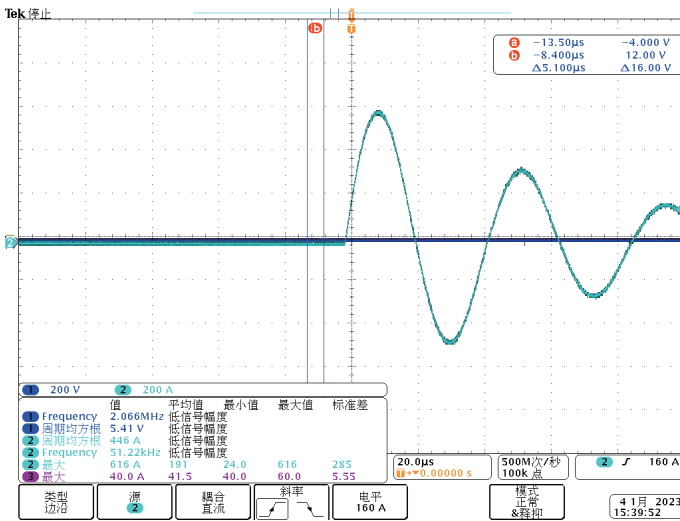 Tek 停止
T
b
T
a -13.50µs -4.000 V
b -8.400µs 12.00 V
Δ5.100µs Δ16.00 V
2
1 200 V 2 200 A
值 平均值 最小值 最大值 标准差
1 Frequency 2.066MHz 低信号幅度
1 周期均方根 5.41 V 低信号幅度
2 周期均方根 446 A 低信号幅度
2 Frequency 51.22kHz 低信号幅度
2 最大 616 A 191 24.0 616 285
3 最大 40.0 A 41.5 40.0 60.0 5.55
20.0µs
T→▼0.00000 s
500M次/秒
100k 点
2 160 A
类型
边沿
源
2
耦合
直流
斜率
电平
160 A
模式
正常
&释抑
4 1月 2023
15:39:52